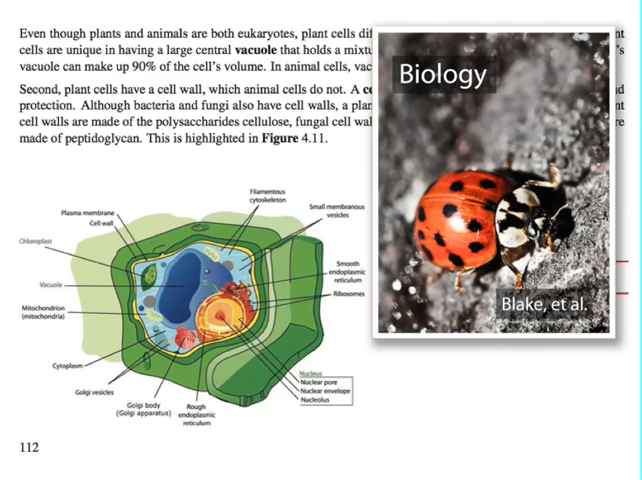 Even though plants and animals are both eukaryotes, plant cells dif
nt
cells are unique in having a large central vacuole that holds a mixtu
's
vacuole can make up 90% of the cell's volume. In animal cells, vac
Second, plant cells have a cell wall, which animal cells do not. A ce
d
protection. Although bacteria and fungi also have cell walls, a plan
nt
cell walls are made of the polysaccharides cellulose, fungal cell wal
re
made of peptidoglycan. This is highlighted in Figure 4.11.
Biology
Blake, et al.
Filamentous
cytoskeleton
Small membranous
vesicles
Plasma membrane
Cell wall
Chloroplast
Smooth
endoplasmic
reticulum
Vacuole
Ribosomes
Mitochondrion
(mitochondria)
Cytoplasm
Golgi vesicles
Golgi body
(Golgi apparatus)
Rough
endoplasmic
reticulum
Nucleus
Nuclear pore
Nuclear envelope
Nucleolus
112